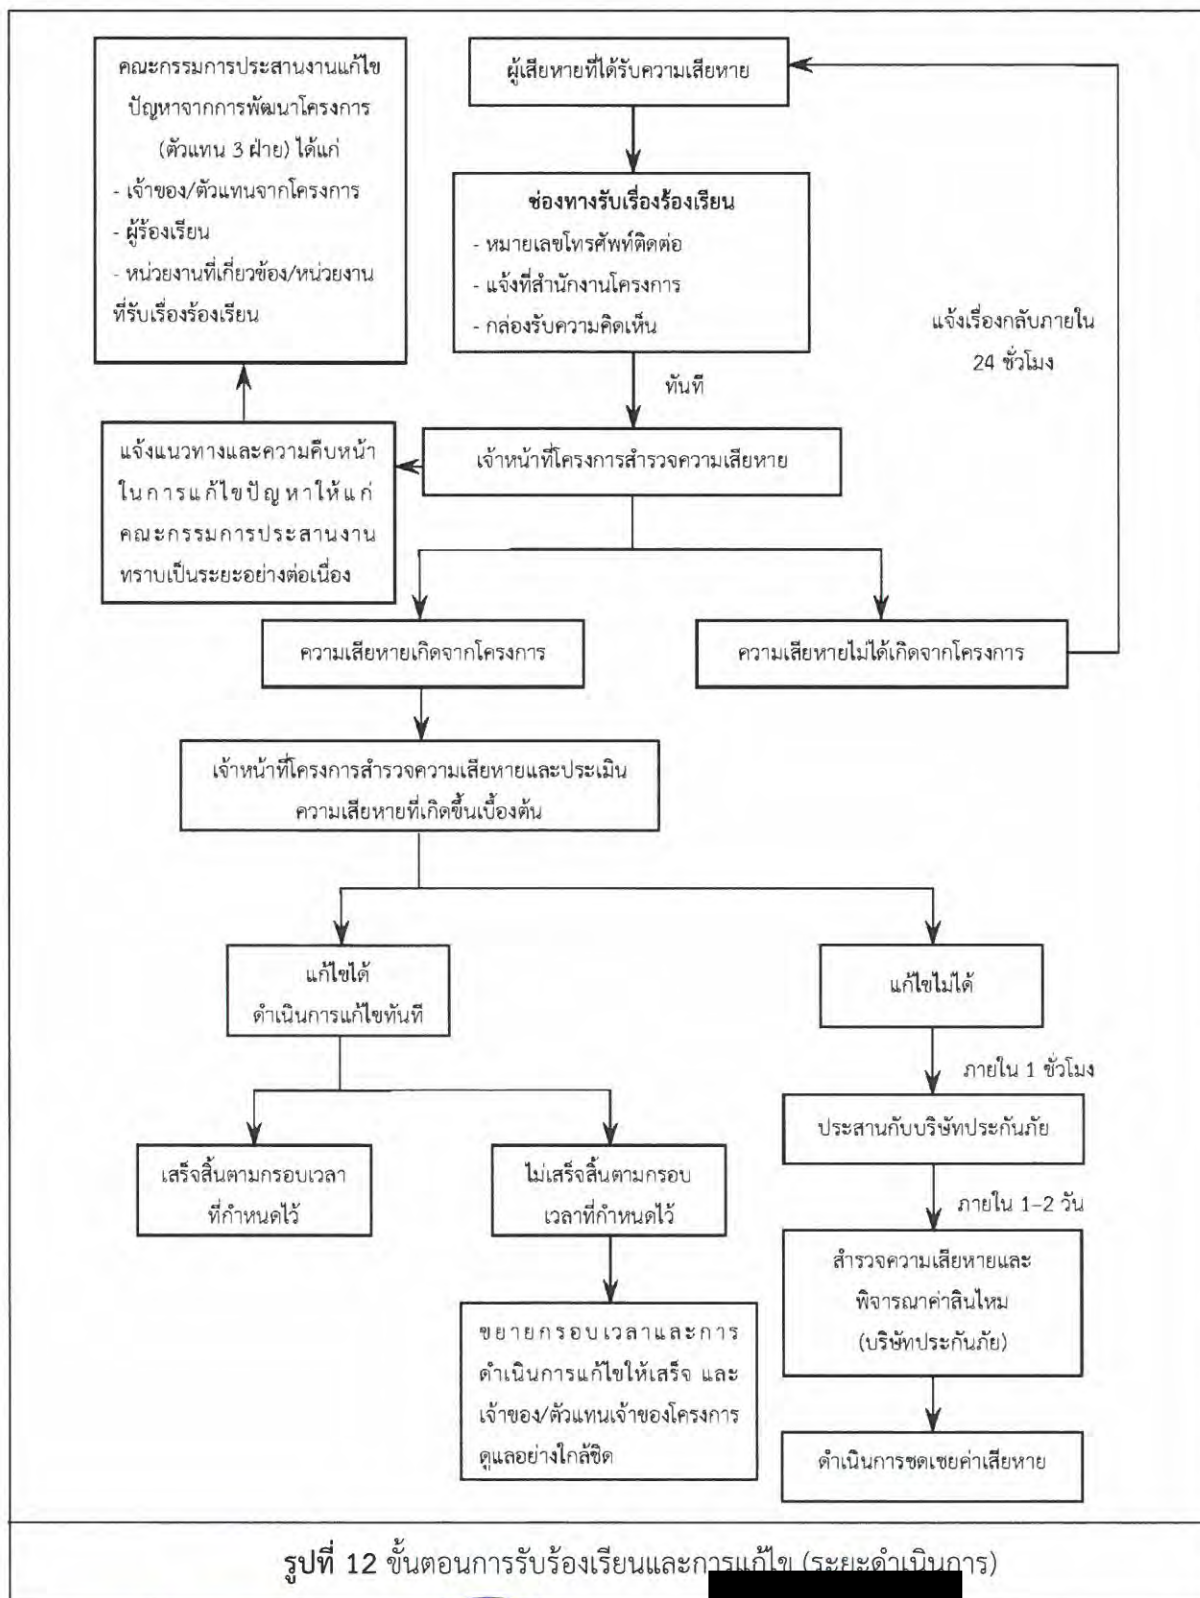 คณะกรรมการประสานงานแก้ไข
ปัญหาจากการพัฒนาโครงการ
(ตัวแทน 3 ฝ่าย) ได้แก่
- เจ้าของ/ตัวแทนจากโครงการ
- ผู้ร้องเรียน
- หน่วยงานที่เกี่ยวข้อง/หน่วยงาน
ที่รับเรื่องร้องเรียน
ผู้เสียหายที่ได้รับความเสียหาย
ช่องทางรับเรื่องร้องเรียน
- หมายเลขโทรศัพท์ติดต่อ
- แจ้งที่สำนักงานโครงการ
- กล่องรับความคิดเห็น
แจ้งเรื่องกลับภายใน
24 ชั่วโมง
ทันที
เจ้าหน้าที่โครงการสำรวจความเสียหาย
แจ้งแนวทางและความคืบหน้า
ในการแก้ไขปัญหาให้แก่
คณะกรรมการประสานงาน
ทราบเป็นระยะอย่างต่อเนื่อง
ความเสียหายเกิดจากโครงการ
ความเสียหายไม่ได้เกิดจากโครงการ
เจ้าหน้าที่โครงการสำรวจความเสียหายและประเมิน
ความเสียหายที่เกิดขึ้นเบื้องต้น
แก้ไขได้
ดำเนินการแก้ไขทันที
แก้ไขไม่ได้
ภายใน 1 ชั่วโมง
ประสานกับบริษัทประกันภัย
เสร็จสิ้นตามกรอบเวลา
ที่กำหนดไว้
ไม่เสร็จสิ้นตามกรอบ
เวลาที่กำหนดไว้
ภายใน 1-2 วัน
สำรวจความเสียหายและ
พิจารณาค่าสินไหม
(บริษัทประกันภัย)
ขยายกรอบเวลาและการ
ดำเนินการแก้ไขให้เสร็จ และ
เจ้าของ/ตัวแทนเจ้าของโครงการ
ดูแลอย่างใกล้ชิด
ดำเนินการชดเชยค่าเสียหาย
รูปที่ 12 ขั้นตอนการรับร้องเรียนและการแก้ไข (ระยะดำเนินการ)